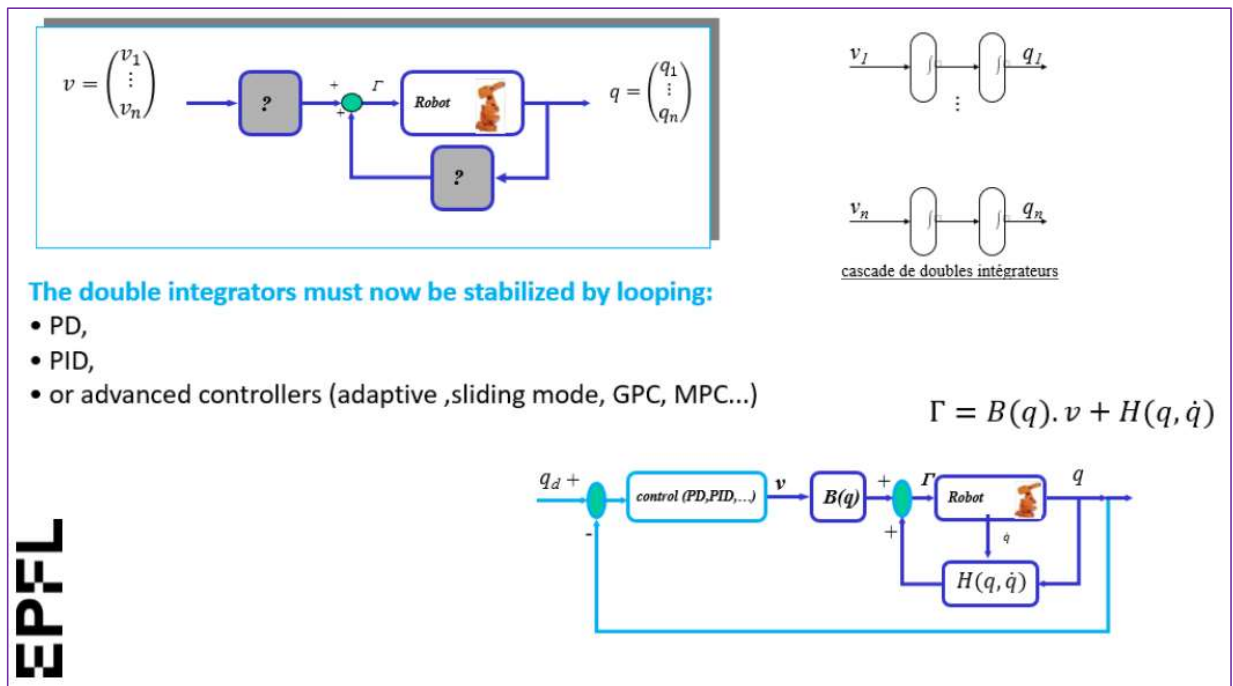 v = (v₁ ⋮ vₙ)
?
+
+
Γ
Robot
q = (q₁ ⋮ qₙ)
?
v₁ ∫ ∫ q₁
⋮
vₙ ∫ ∫ qₙ
cascade de doubles intégrateurs
The double integrators must now be stabilized by looping:
• PD,
• PID,
• or advanced controllers (adaptive ,sliding mode, GPC, MPC...)
Γ = B(q). v + H(q, q̇)
q_d +
-
control (PD,PID,...)
v
B(q)
+
+
Γ
Robot
q
q̇
H(q, q̇)
EPFL